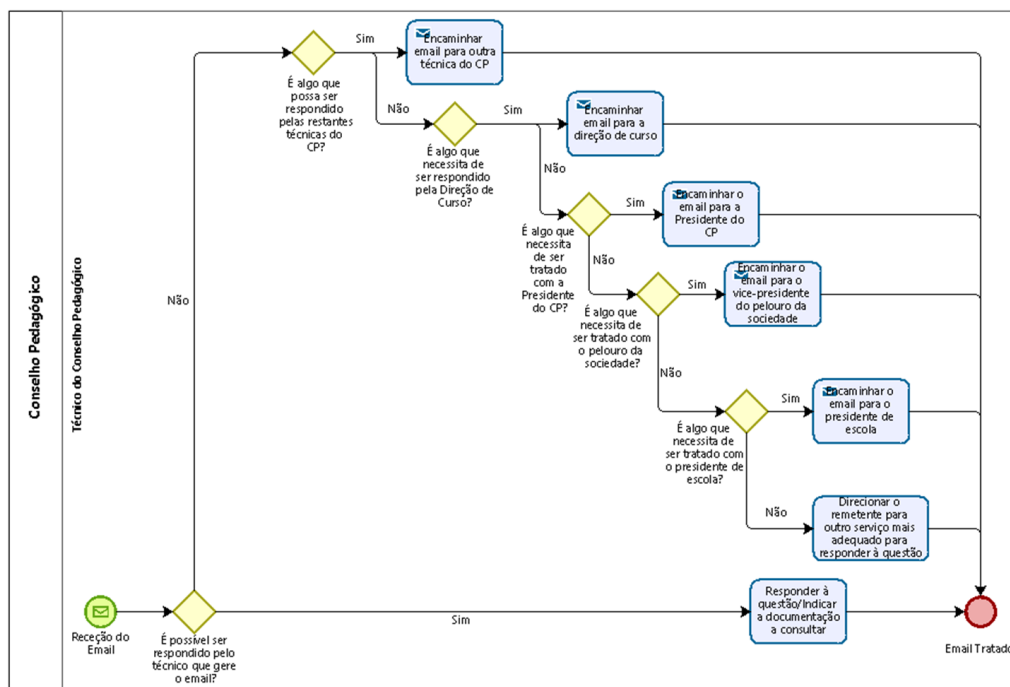 Conselho Pedagógico
Técnico do Conselho Pedagógico
Sim
Encaminhar
email para outra
técnica do CP
É algo que
possa ser
respondido
pelas restantes
técnicas do
CP?
Não
Sim
Encaminhar
email para a
direção de curso
É algo que
necessita de
ser respondido
pela Direção de
Curso?
Não
Sim
Encaminhar o
email para a
Presidente do
CP
É algo que
necessita de
de ser
tratado com
a Presidente
do CP?
Não
Sim
Encaminhar o
email para o
vice-presidente
do pelouro da
sociedade
É algo que
necessita de
ser tratado com
o pelouro da
sociedade?
Não
Não
Sim
Encaminhar o
email para o
presidente de
escola
É algo que
necessita de
ser tratado com
o presidente de
escola?
Não
Direcionar o
remetente para
outro serviço mais
adequado para
responder à questão
Receção do
Email
É possível ser
respondido pelo
técnico que gere
o email?
Sim
Responder à
questão/Indicar
a documentação
a consultar
Email Tratado